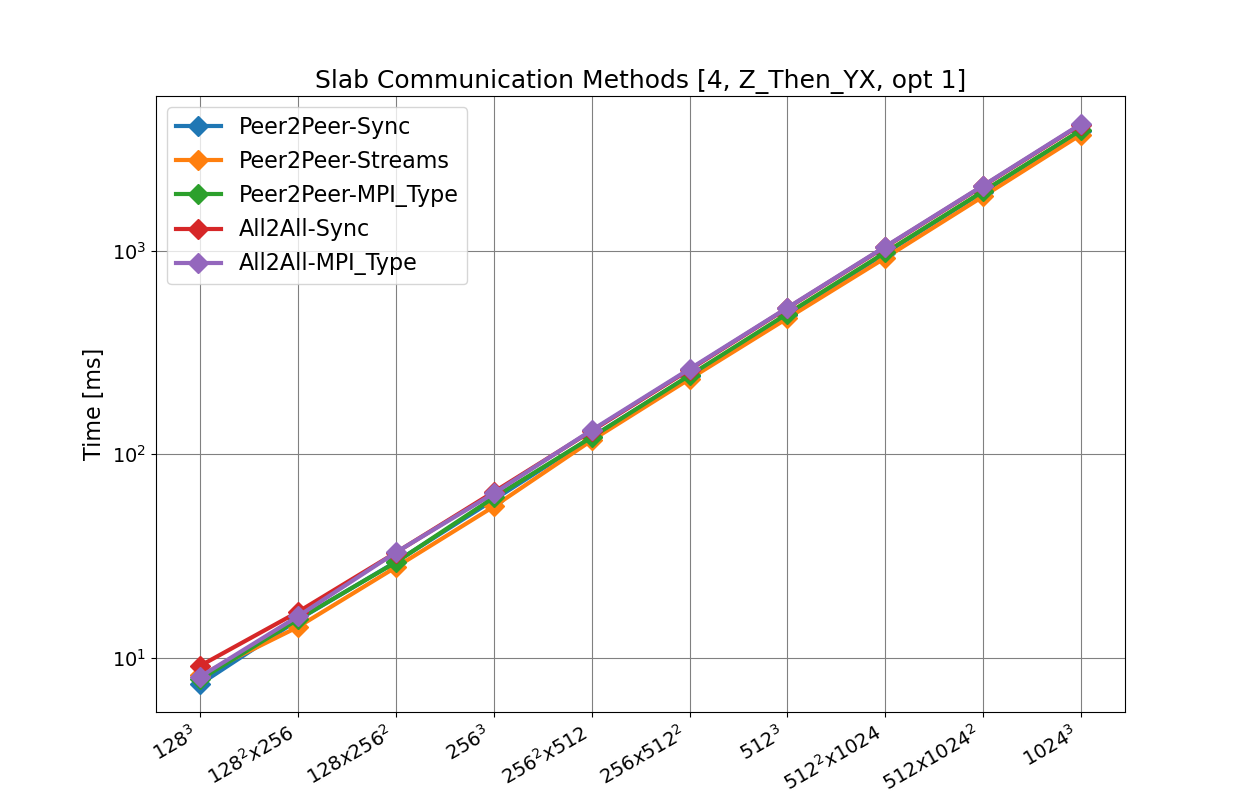 Slab Communication Methods [4, Z_Then_YX, opt 1]
Peer2Peer-Sync
Peer2Peer-Streams
Peer2Peer-MPI_Type
All2All-Sync
All2All-MPI_Type
Time [ms]
10³
10²
10¹
128³
128²x256
128x256²
256³
256²x512
256x512²
512³
512²x1024
512x1024²
1024³